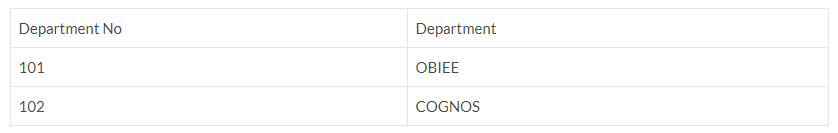 Department No Department
101 OBIEE
102 COGNOS